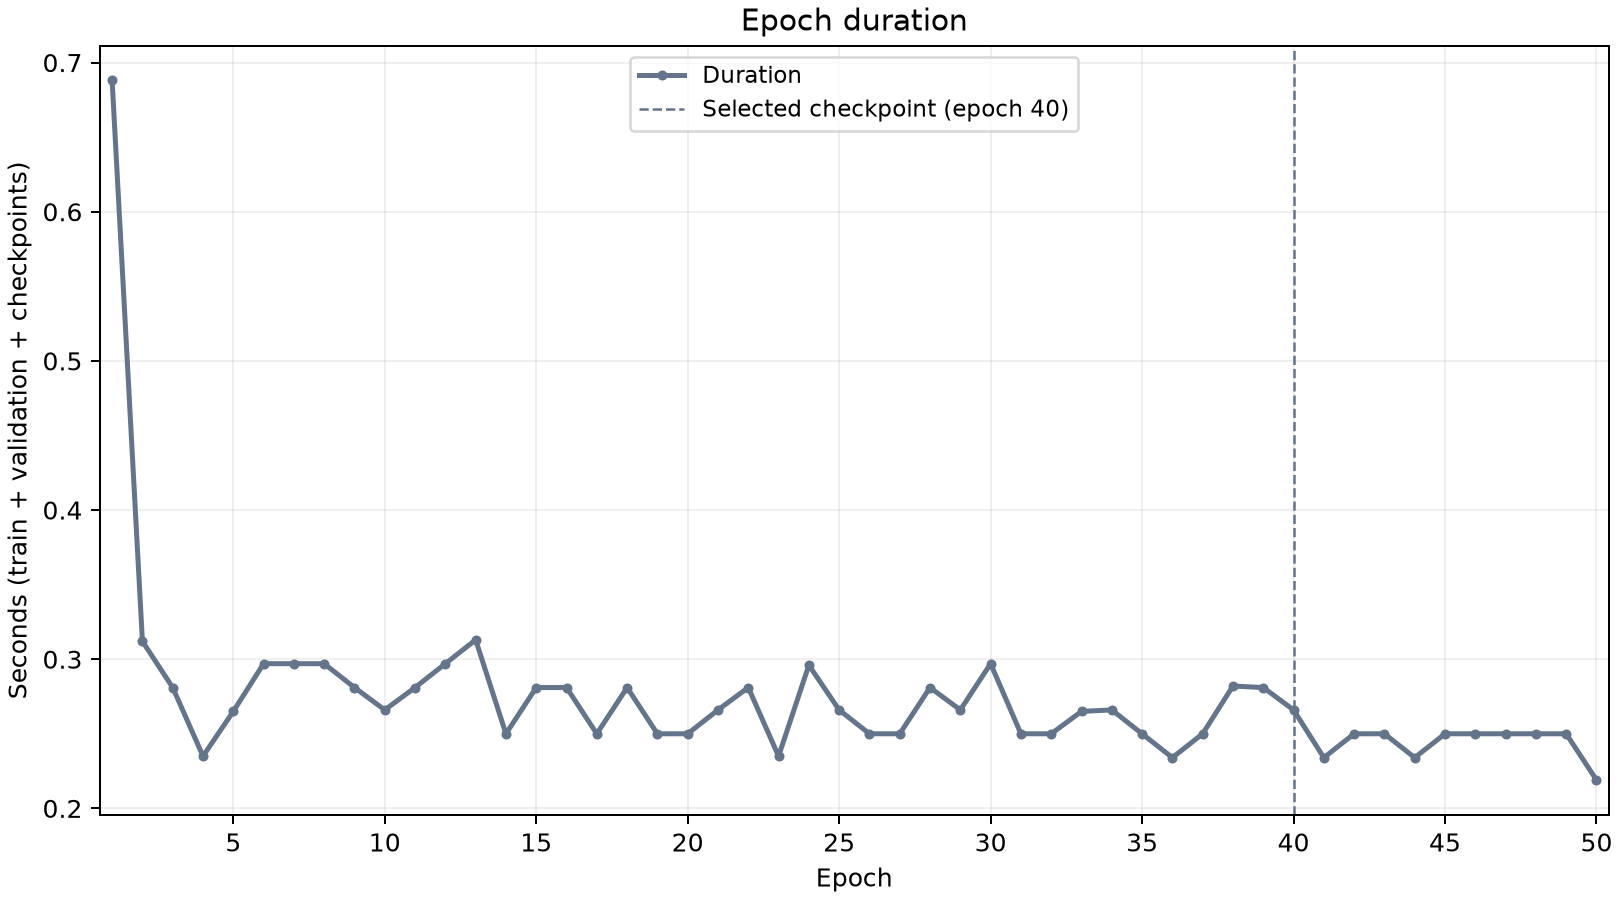 Epoch duration
Duration
Selected checkpoint (epoch 40)
Seconds (train + validation + checkpoints)
0.7
0.6
0.5
0.4
0.3
0.2
5 10 15 20 25 30 35 40 45 50
Epoch